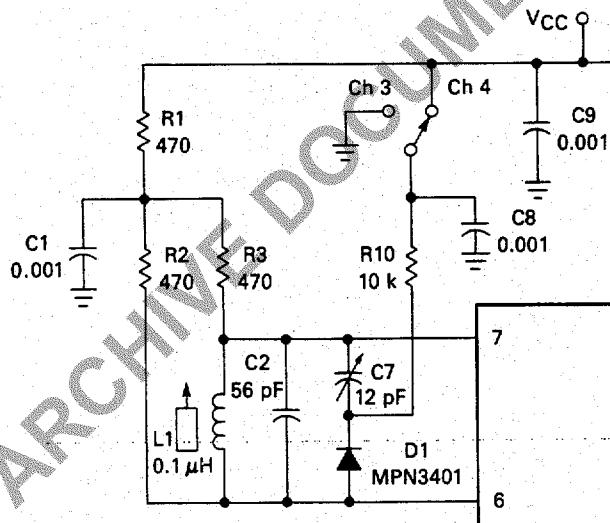 VCC
Ch 3
Ch 4
R1
470
C9
0.001
C1
0.001
R2
470
R3
470
R10
10 k
C8
0.001
7
C2
56 pF
C7
12 pF
L1
0.1 μH
D1
MPN3401
6
ARCHIVE DOCUME